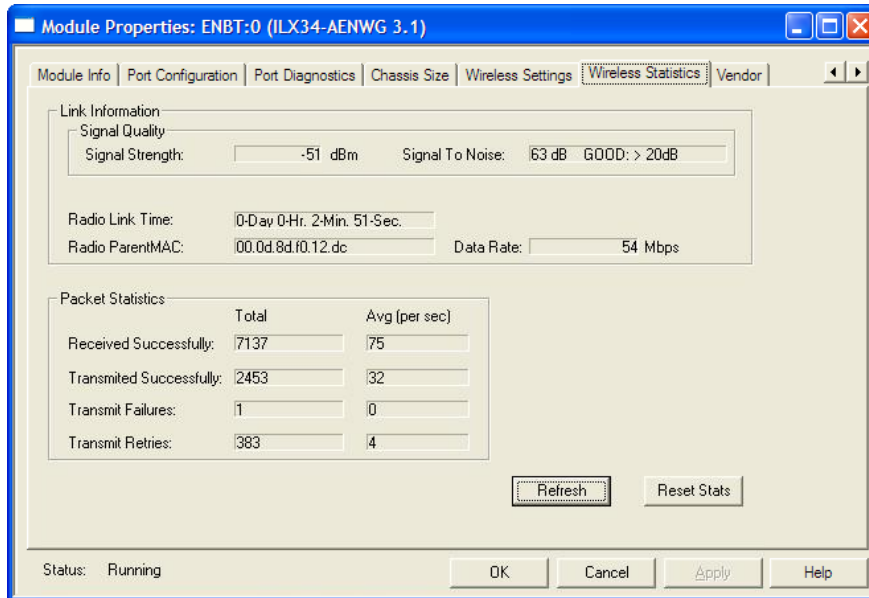 Module Properties: ENBT:0 (ILX34-AENWG 3.1)
Module Info Port Configuration Port Diagnostics Chassis Size Wireless Settings Wireless Statistics Vendor
Link Information
Signal Quality
Signal Strength: -51 dBm Signal To Noise: 63 dB GOOD: > 20dB
Radio Link Time: 0-Day 0-Hr. 2-Min. 51-Sec.
Radio ParentMAC: 00.0d.8d.f0.12.dc Data Rate: 54 Mbps
Packet Statistics
Total Avg (per sec)
Received Successfully: 7137 75
Transmited Successfully: 2453 32
Transmit Failures: 1 0
Transmit Retries: 383 4
Refresh Reset Stats
Status: Running OK Cancel Apply Help